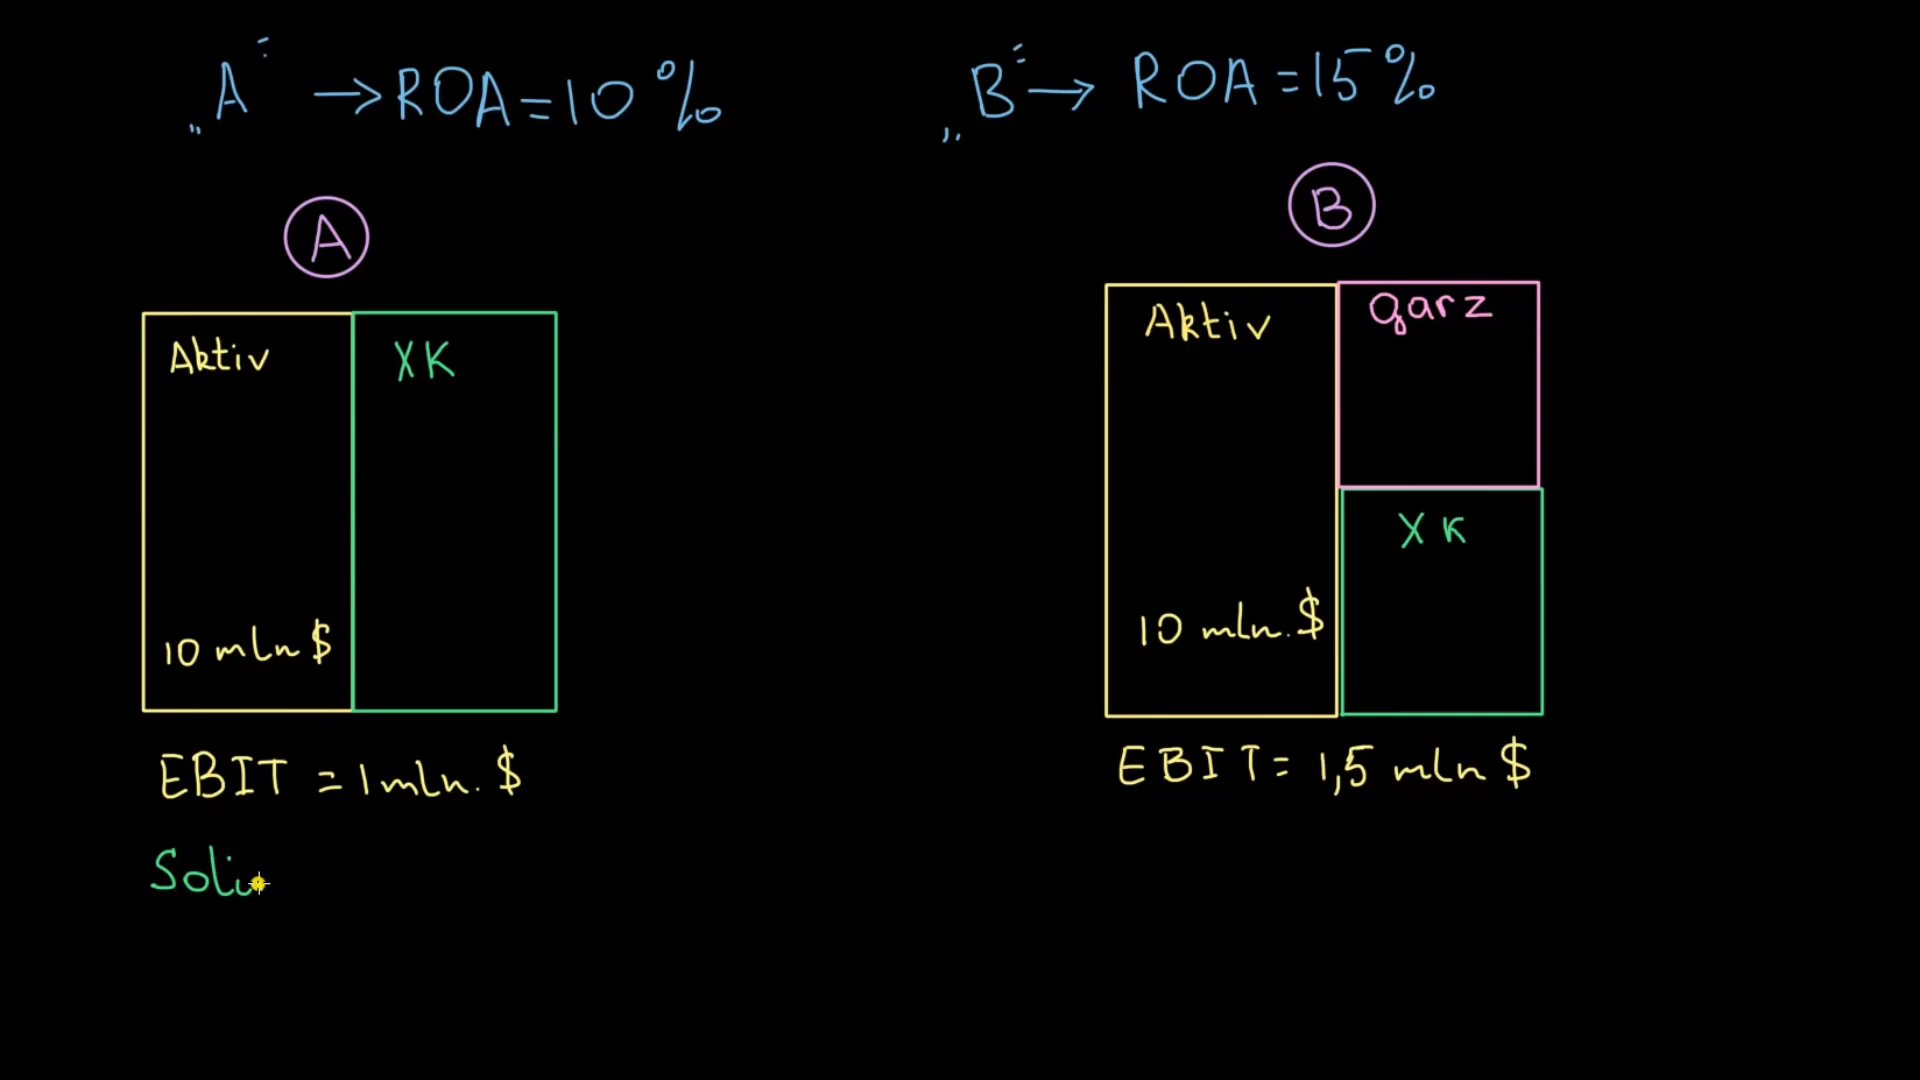 „A" → ROA = 10 %
„B" → ROA = 15 %
A
B
Aktiv
XK
10 mln $
EBIT = 1 mln. $
Aktiv
qarz
XK
10 mln. $
EBIT = 1,5 mln $
Soli